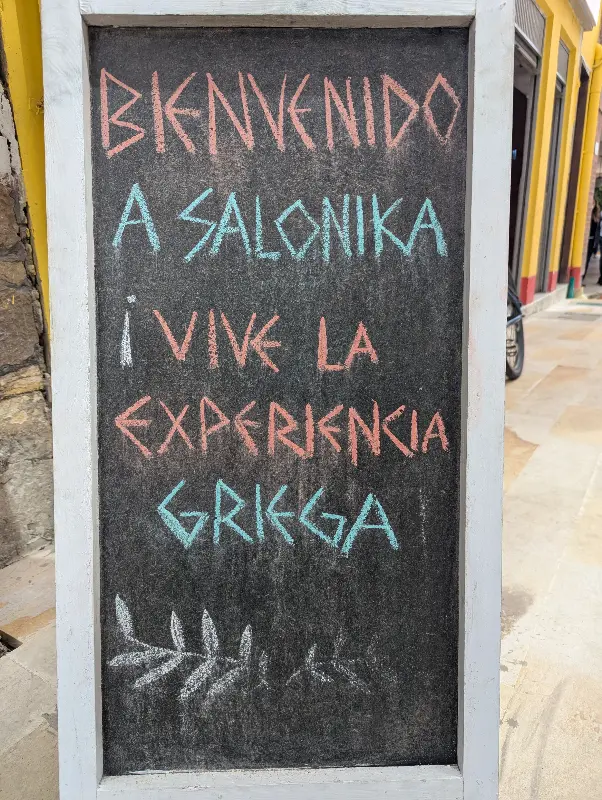 BIENVENIDO
A SALONIKA
¡VIVE LA
EXPERIENCIA
GRIEGA